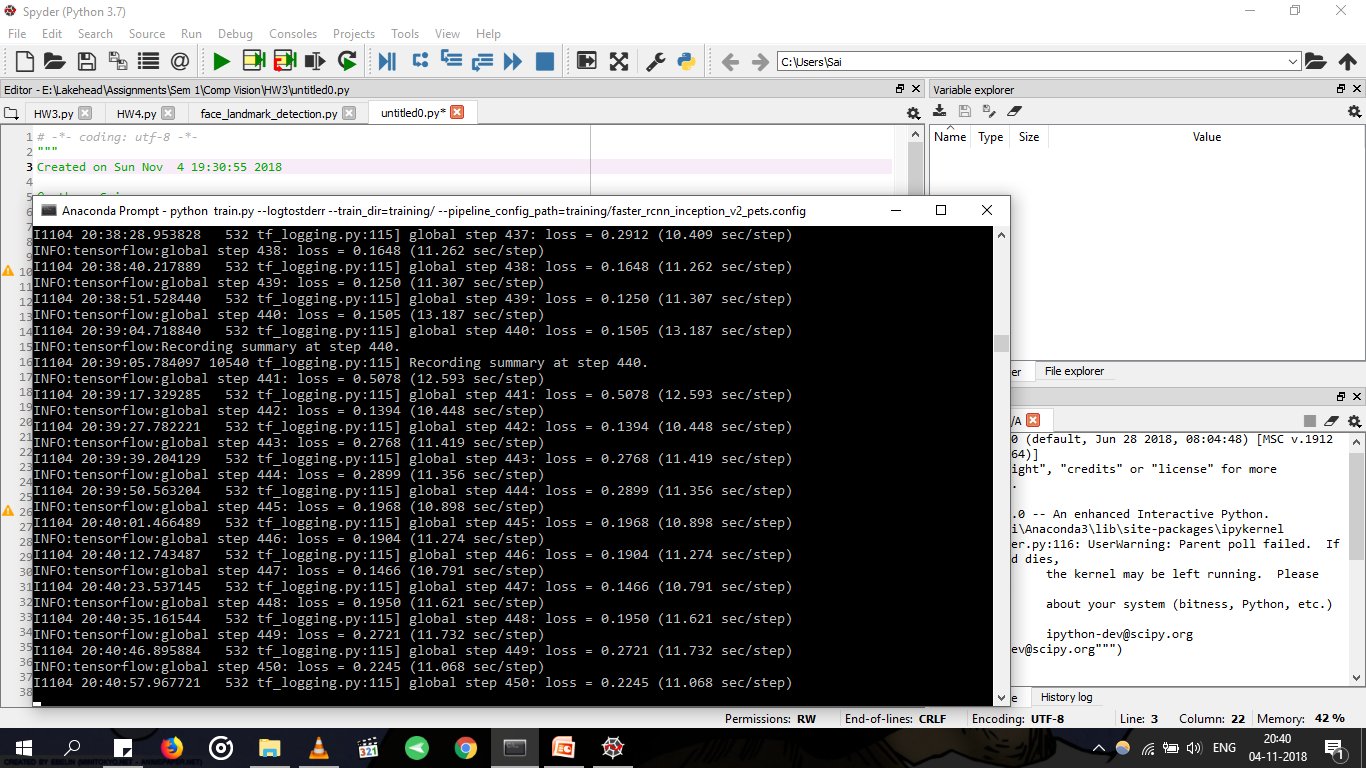 Spyder (Python 3.7)
File Edit Search Source Run Debug Consoles Projects Tools View Help
C:\Users\Sai
Editor - E:\Lakehead\Assignments\Sem 1\Comp Vision\HW3\untitled0.py
Variable explorer
HW3.py HW4.py face_landmark_detection.py untitled0.py*
Name Type Size Value
1 # -*- coding: utf-8 -*-
2 """
3 Created on Sun Nov  4 19:30:55 2018
4
Anaconda Prompt - python  train.py --logtostderr --train_dir=training/ --pipeline_config_path=training/faster_rcnn_inception_v2_pets.config
I1104 20:38:28.953828   532 tf_logging.py:115] global step 437: loss = 0.2912 (10.409 sec/step)
INFO:tensorflow:global step 438: loss = 0.1648 (11.262 sec/step)
I1104 20:38:40.217889   532 tf_logging.py:115] global step 438: loss = 0.1648 (11.262 sec/step)
INFO:tensorflow:global step 439: loss = 0.1250 (11.307 sec/step)
I1104 20:38:51.528440   532 tf_logging.py:115] global step 439: loss = 0.1250 (11.307 sec/step)
INFO:tensorflow:global step 440: loss = 0.1505 (13.187 sec/step)
I1104 20:39:04.718840   532 tf_logging.py:115] global step 440: loss = 0.1505 (13.187 sec/step)
INFO:tensorflow:Recording summary at step 440.
I1104 20:39:05.784097 10540 tf_logging.py:115] Recording summary at step 440.
INFO:tensorflow:global step 441: loss = 0.5078 (12.593 sec/step)
I1104 20:39:17.329285   532 tf_logging.py:115] global step 441: loss = 0.5078 (12.593 sec/step)
INFO:tensorflow:global step 442: loss = 0.1394 (10.448 sec/step)
I1104 20:39:27.782221   532 tf_logging.py:115] global step 442: loss = 0.1394 (10.448 sec/step)
INFO:tensorflow:global step 443: loss = 0.2768 (11.419 sec/step)
I1104 20:39:39.204129   532 tf_logging.py:115] global step 443: loss = 0.2768 (11.419 sec/step)
INFO:tensorflow:global step 444: loss = 0.2899 (11.356 sec/step)
I1104 20:39:50.563204   532 tf_logging.py:115] global step 444: loss = 0.2899 (11.356 sec/step)
INFO:tensorflow:global step 445: loss = 0.1968 (10.898 sec/step)
I1104 20:40:01.466489   532 tf_logging.py:115] global step 445: loss = 0.1968 (10.898 sec/step)
INFO:tensorflow:global step 446: loss = 0.1904 (11.274 sec/step)
I1104 20:40:12.743487   532 tf_logging.py:115] global step 446: loss = 0.1904 (11.274 sec/step)
INFO:tensorflow:global step 447: loss = 0.1466 (10.791 sec/step)
I1104 20:40:23.537145   532 tf_logging.py:115] global step 447: loss = 0.1466 (10.791 sec/step)
INFO:tensorflow:global step 448: loss = 0.1950 (11.621 sec/step)
I1104 20:40:35.161544   532 tf_logging.py:115] global step 448: loss = 0.1950 (11.621 sec/step)
INFO:tensorflow:global step 449: loss = 0.2721 (11.732 sec/step)
I1104 20:40:46.895884   532 tf_logging.py:115] global step 449: loss = 0.2721 (11.732 sec/step)
INFO:tensorflow:global step 450: loss = 0.2245 (11.068 sec/step)
I1104 20:40:57.967721   532 tf_logging.py:115] global step 450: loss = 0.2245 (11.068 sec/step)
er File explorer
/A
0 (default, Jun 28 2018, 08:04:48) [MSC v.1912
64)]
ight", "credits" or "license" for more
.
.0 -- An enhanced Interactive Python.
i\Anaconda3\lib\site-packages\ipykernel
er.py:116: UserWarning: Parent poll failed.  If
d dies,
the kernel may be left running.  Please
about your system (bitness, Python, etc.)
ipython-dev@scipy.org
ev@scipy.org""")
e History log
Permissions: RW End-of-lines: CRLF Encoding: UTF-8 Line: 3 Column: 22 Memory: 42 %
321
ENG
20:40
04-11-2018
1